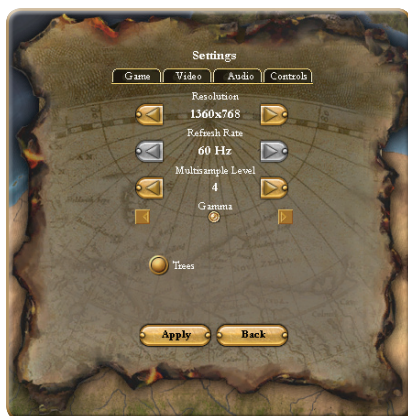 Settings
Game Video Audio Controls
Resolution
1360x768
Refresh Rate
60 Hz
Multisample Level
4
Gamma
Trees
Apply Back